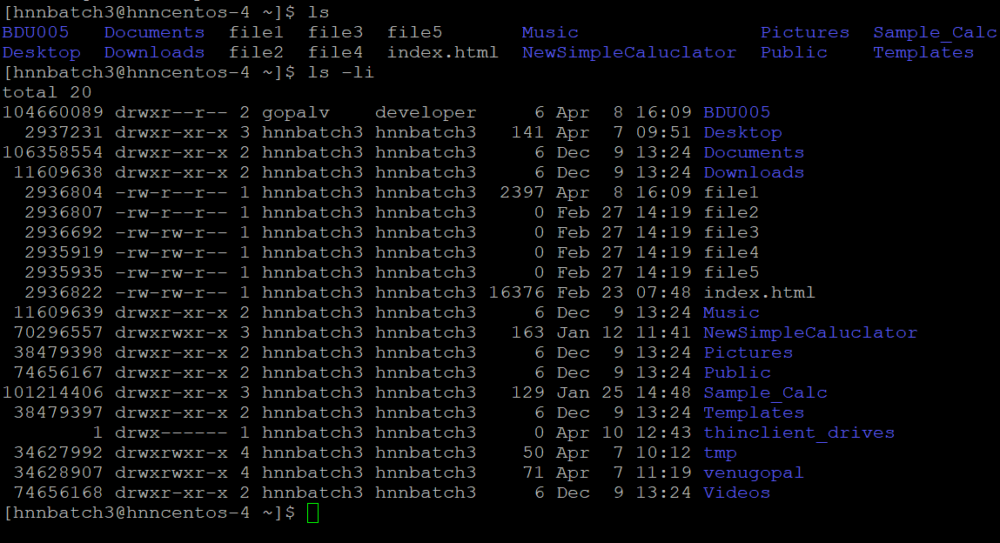 [hnnbatch3@hnncentos-4 ~]$ ls
BDU005   Documents  file1  file3  file5       Music                Pictures  Sample_Calc
Desktop  Downloads  file2  file4  index.html  NewSimpleCaluclator  Public    Templates
[hnnbatch3@hnncentos-4 ~]$ ls -li
total 20
104660089 drwxr--r-- 2 gopalv    developer     6 Apr  8 16:09 BDU005
  2937231 drwxr-xr-x 3 hnnbatch3 hnnbatch3   141 Apr  7 09:51 Desktop
106358554 drwxr-xr-x 2 hnnbatch3 hnnbatch3     6 Dec  9 13:24 Documents
 11609638 drwxr-xr-x 2 hnnbatch3 hnnbatch3     6 Dec  9 13:24 Downloads
  2936804 -rw-r--r-- 1 hnnbatch3 hnnbatch3  2397 Apr  8 16:09 file1
  2936807 -rw-r--r-- 1 hnnbatch3 hnnbatch3     0 Feb 27 14:19 file2
  2936692 -rw-rw-r-- 1 hnnbatch3 hnnbatch3     0 Feb 27 14:19 file3
  2935919 -rw-rw-r-- 1 hnnbatch3 hnnbatch3     0 Feb 27 14:19 file4
  2935935 -rw-rw-r-- 1 hnnbatch3 hnnbatch3     0 Feb 27 14:19 file5
  2936822 -rw-rw-r-- 1 hnnbatch3 hnnbatch3 16376 Feb 23 07:48 index.html
 11609639 drwxr-xr-x 2 hnnbatch3 hnnbatch3     6 Dec  9 13:24 Music
 70296557 drwxrwxr-x 3 hnnbatch3 hnnbatch3   163 Jan 12 11:41 NewSimpleCaluclator
 38479398 drwxr-xr-x 2 hnnbatch3 hnnbatch3     6 Dec  9 13:24 Pictures
 74656167 drwxr-xr-x 2 hnnbatch3 hnnbatch3     6 Dec  9 13:24 Public
101214406 drwxr-xr-x 3 hnnbatch3 hnnbatch3   129 Jan 25 14:48 Sample_Calc
 38479397 drwxr-xr-x 2 hnnbatch3 hnnbatch3     6 Dec  9 13:24 Templates
        1 drwx------ 1 hnnbatch3 hnnbatch3     0 Apr 10 12:43 thinclient_drives
 34627992 drwxrwxr-x 4 hnnbatch3 hnnbatch3    50 Apr  7 10:12 tmp
 34628907 drwxrwxr-x 4 hnnbatch3 hnnbatch3    71 Apr  7 11:19 venugopal
 74656168 drwxr-xr-x 2 hnnbatch3 hnnbatch3     6 Dec  9 13:24 Videos
[hnnbatch3@hnncentos-4 ~]$